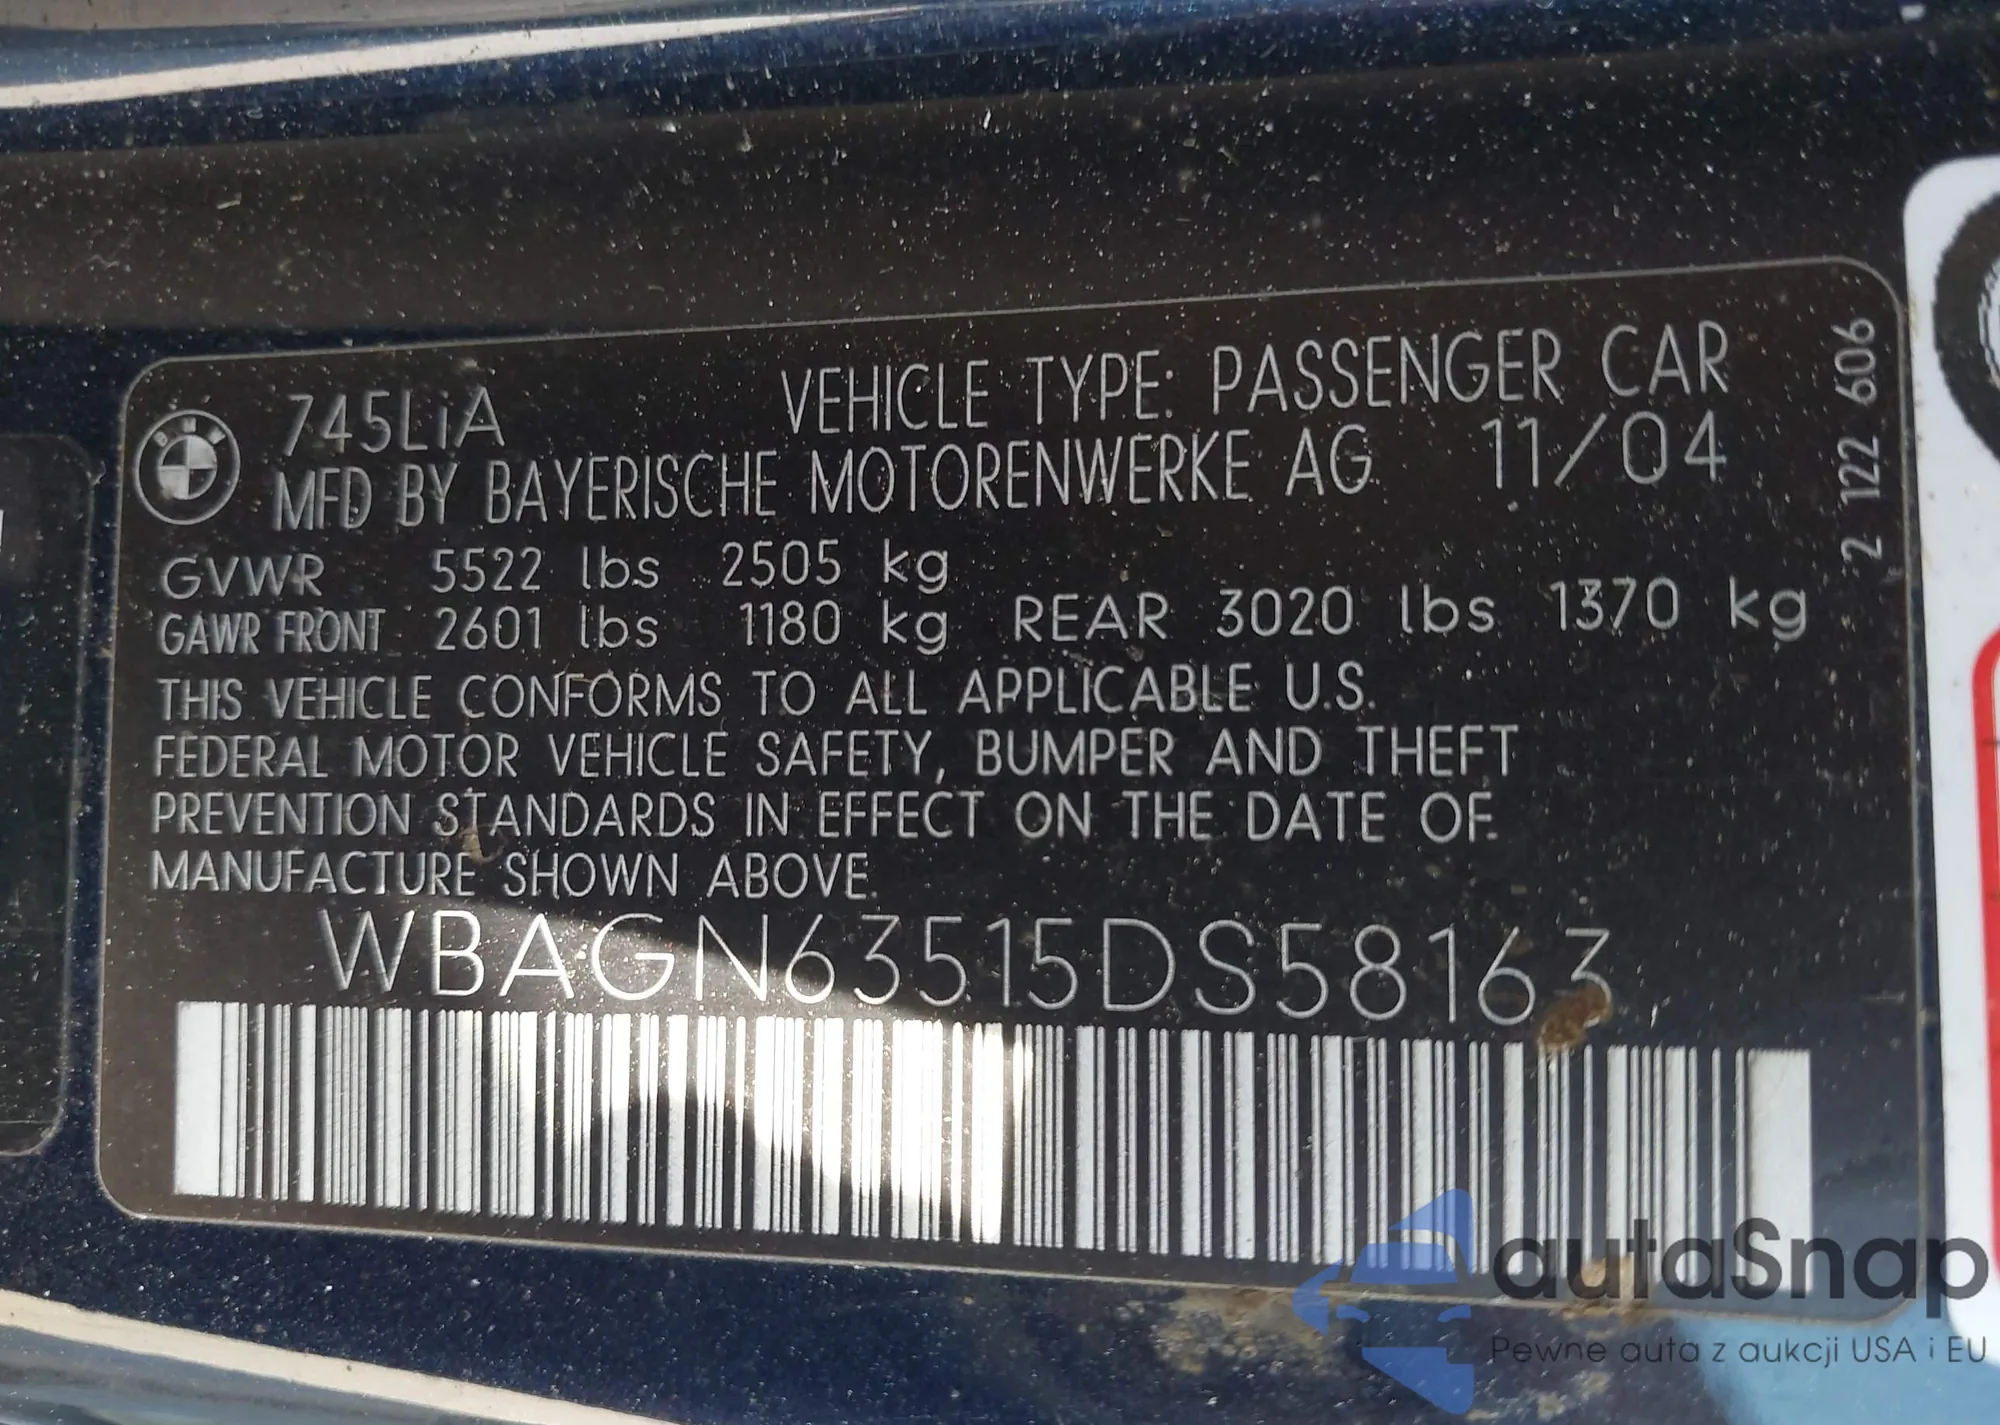 BMW
745LiA VEHICLE TYPE: PASSENGER CAR
MFD BY BAYERISCHE MOTORENWERKE AG 11/04
GVWR 5522 lbs 2505 kg
GAWR FRONT 2601 lbs 1180 kg REAR 3020 lbs 1370 kg
THIS VEHICLE CONFORMS TO ALL APPLICABLE U.S.
FEDERAL MOTOR VEHICLE SAFETY, BUMPER AND THEFT
PREVENTION STANDARDS IN EFFECT ON THE DATE OF
MANUFACTURE SHOWN ABOVE
WBAGN63515DS58163
2 122 606
autaSnap
Pewne auta z aukcji USA i EU